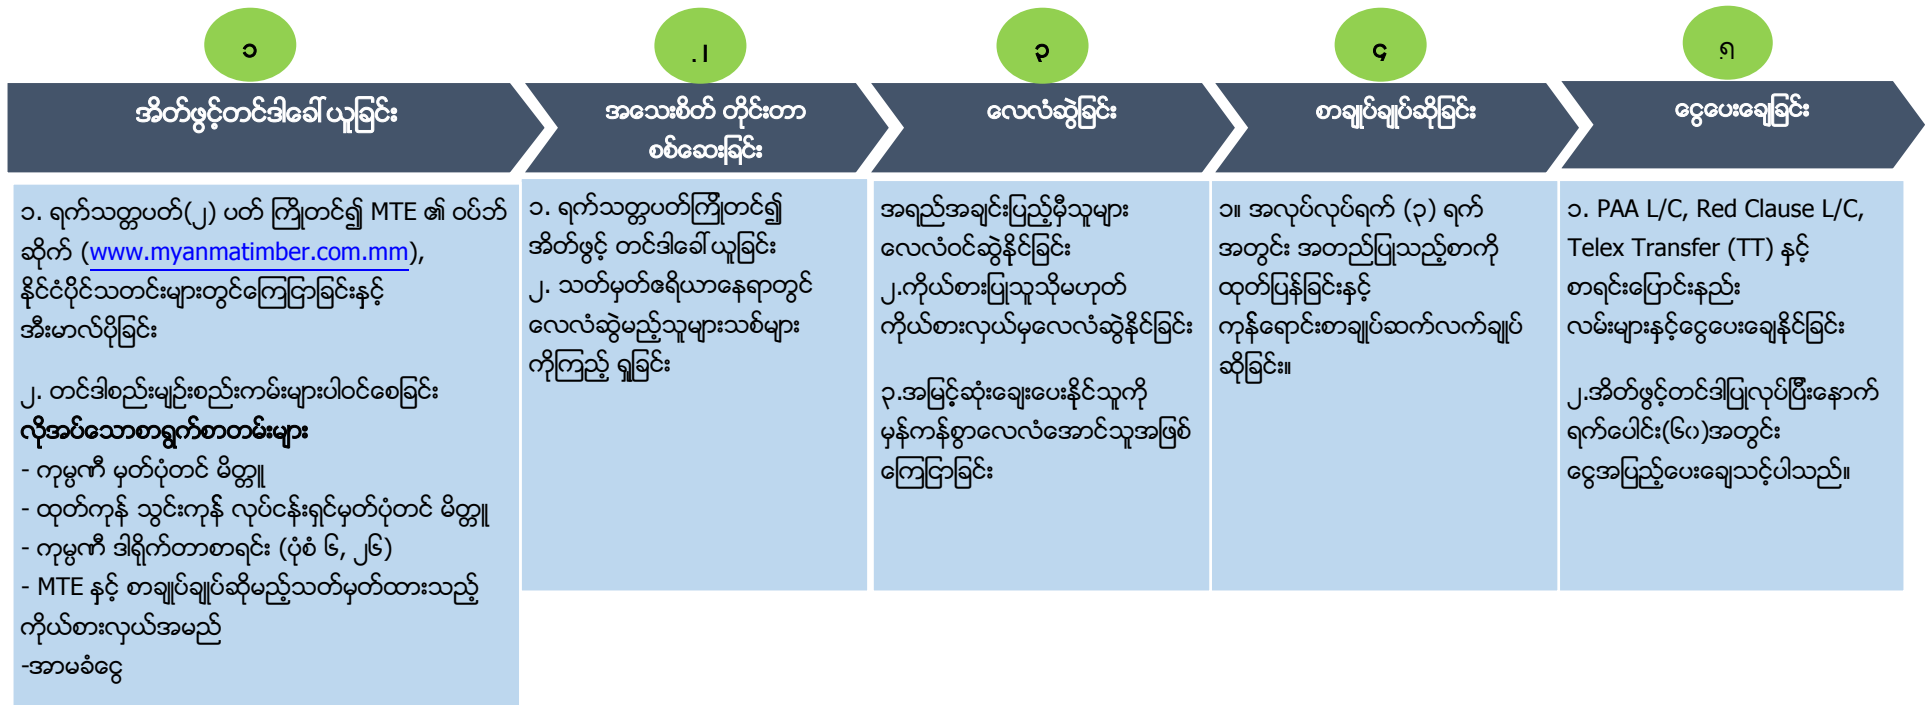 ၁
အိတ်ဖွင့်တင်ဒါခေါ်ယူခြင်း
၁. ရက်သတ္တပတ်(၂) ပတ် ကြိုတင်၍ MTE ၏ ဝပ်ဘ်
ဆိုက် (www.myanmatimber.com.mm),
နိုင်ငံပိုင်သတင်းများတွင်ကြေငြာခြင်းနှင့်
အီးမာလ်ပို့ခြင်း
၂. တင်ဒါစည်းမျဉ်းစည်းကမ်းများပါဝင်စေခြင်း
လိုအပ်သောစာရွက်စာတမ်းများ
- ကုမ္ပဏီ မှတ်ပုံတင် မိတ္တူ
- ထုတ်ကုန် သွင်းကုန် လုပ်ငန်းရှင်မှတ်ပုံတင် မိတ္တူ
- ကုမ္ပဏီ ဒါရိုက်တာစာရင်း (ပုံစံ ၆, ၂၆)
- MTE နှင့် စာချုပ်ချုပ်ဆိုမည့်သတ်မှတ်ထားသည့်
ကိုယ်စားလှယ်အမည်
-အာမခံငွေ
၂
အသေးစိတ် တိုင်းတာ
စစ်ဆေးခြင်း
၁. ရက်သတ္တပတ်ကြိုတင်၍
အိတ်ဖွင့် တင်ဒါခေါ်ယူခြင်း
၂. သတ်မှတ်ဧရိယာနေရာတွင်
လေလံဆွဲမည့်သူများသစ်များ
ကိုကြည့် ရှုခြင်း
၃
လေလံဆွဲခြင်း
အရည်အချင်းပြည့်မှီသူများ
လေလံဝင်ဆွဲနိုင်ခြင်း
၂.ကိုယ်စားပြုသူသို့မဟုတ်
ကိုယ်စားလှယ်မှလေလံဆွဲနိုင်ခြင်း
၃.အမြင့်ဆုံးချေးပေးနိုင်သူကို
မှန်ကန်စွာလေလံအောင်သူအဖြစ်
ကြေငြာခြင်း
၄
စာချုပ်ချုပ်ဆိုခြင်း
၁။ အလုပ်လုပ်ရက် (၃) ရက်
အတွင်း အတည်ပြုသည့်စာကို
ထုတ်ပြန်ခြင်းနှင့်
ကုန်ရောင်းစာချုပ်ဆက်လက်ချုပ်
ဆိုခြင်း။
၅
ငွေပေးချေခြင်း
၁. PAA L/C, Red Clause L/C,
Telex Transfer (TT) နှင့်
စာရင်းပြောင်းနည်း
လမ်းများနှင့်ငွေပေးချေနိုင်ခြင်း
၂.အိတ်ဖွင့်တင်ဒါပြုလုပ်ပြီးနောက်
ရက်ပေါင်း(၆၀)အတွင်း
ငွေအပြည့်ပေးချေသင့်ပါသည်။